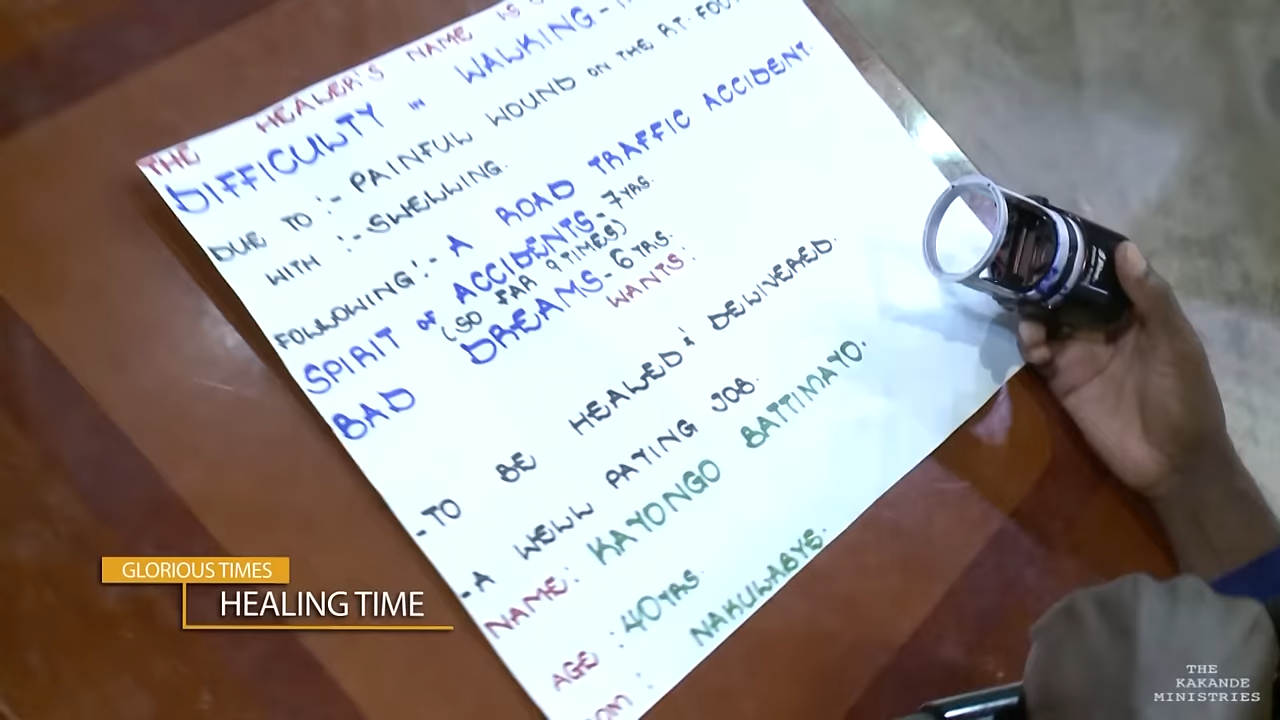 THE HEALER'S NAME IS
DIFFICULTY IN WALKING -
DUE TO :- PAINFUL WOUND ON THE RT. FOOT
WITH :- SWELLING.
FOLLOWING :- A ROAD TRAFFIC ACCIDENT.
SPIRIT OF ACCIDENTS - 7YRS.
(SO FAR 9 TIMES)
BAD DREAMS - 6YRS.
WANTS:
- TO BE HEALED & DELIVERED.
- A WELL PAYING JOB.
NAME: KAYONGO BATTIMAYO.
AGE : 40YRS.
OM : NAKULABYE.
GLORIOUS TIMES
HEALING TIME
THE
KAKANDE
MINISTRIES